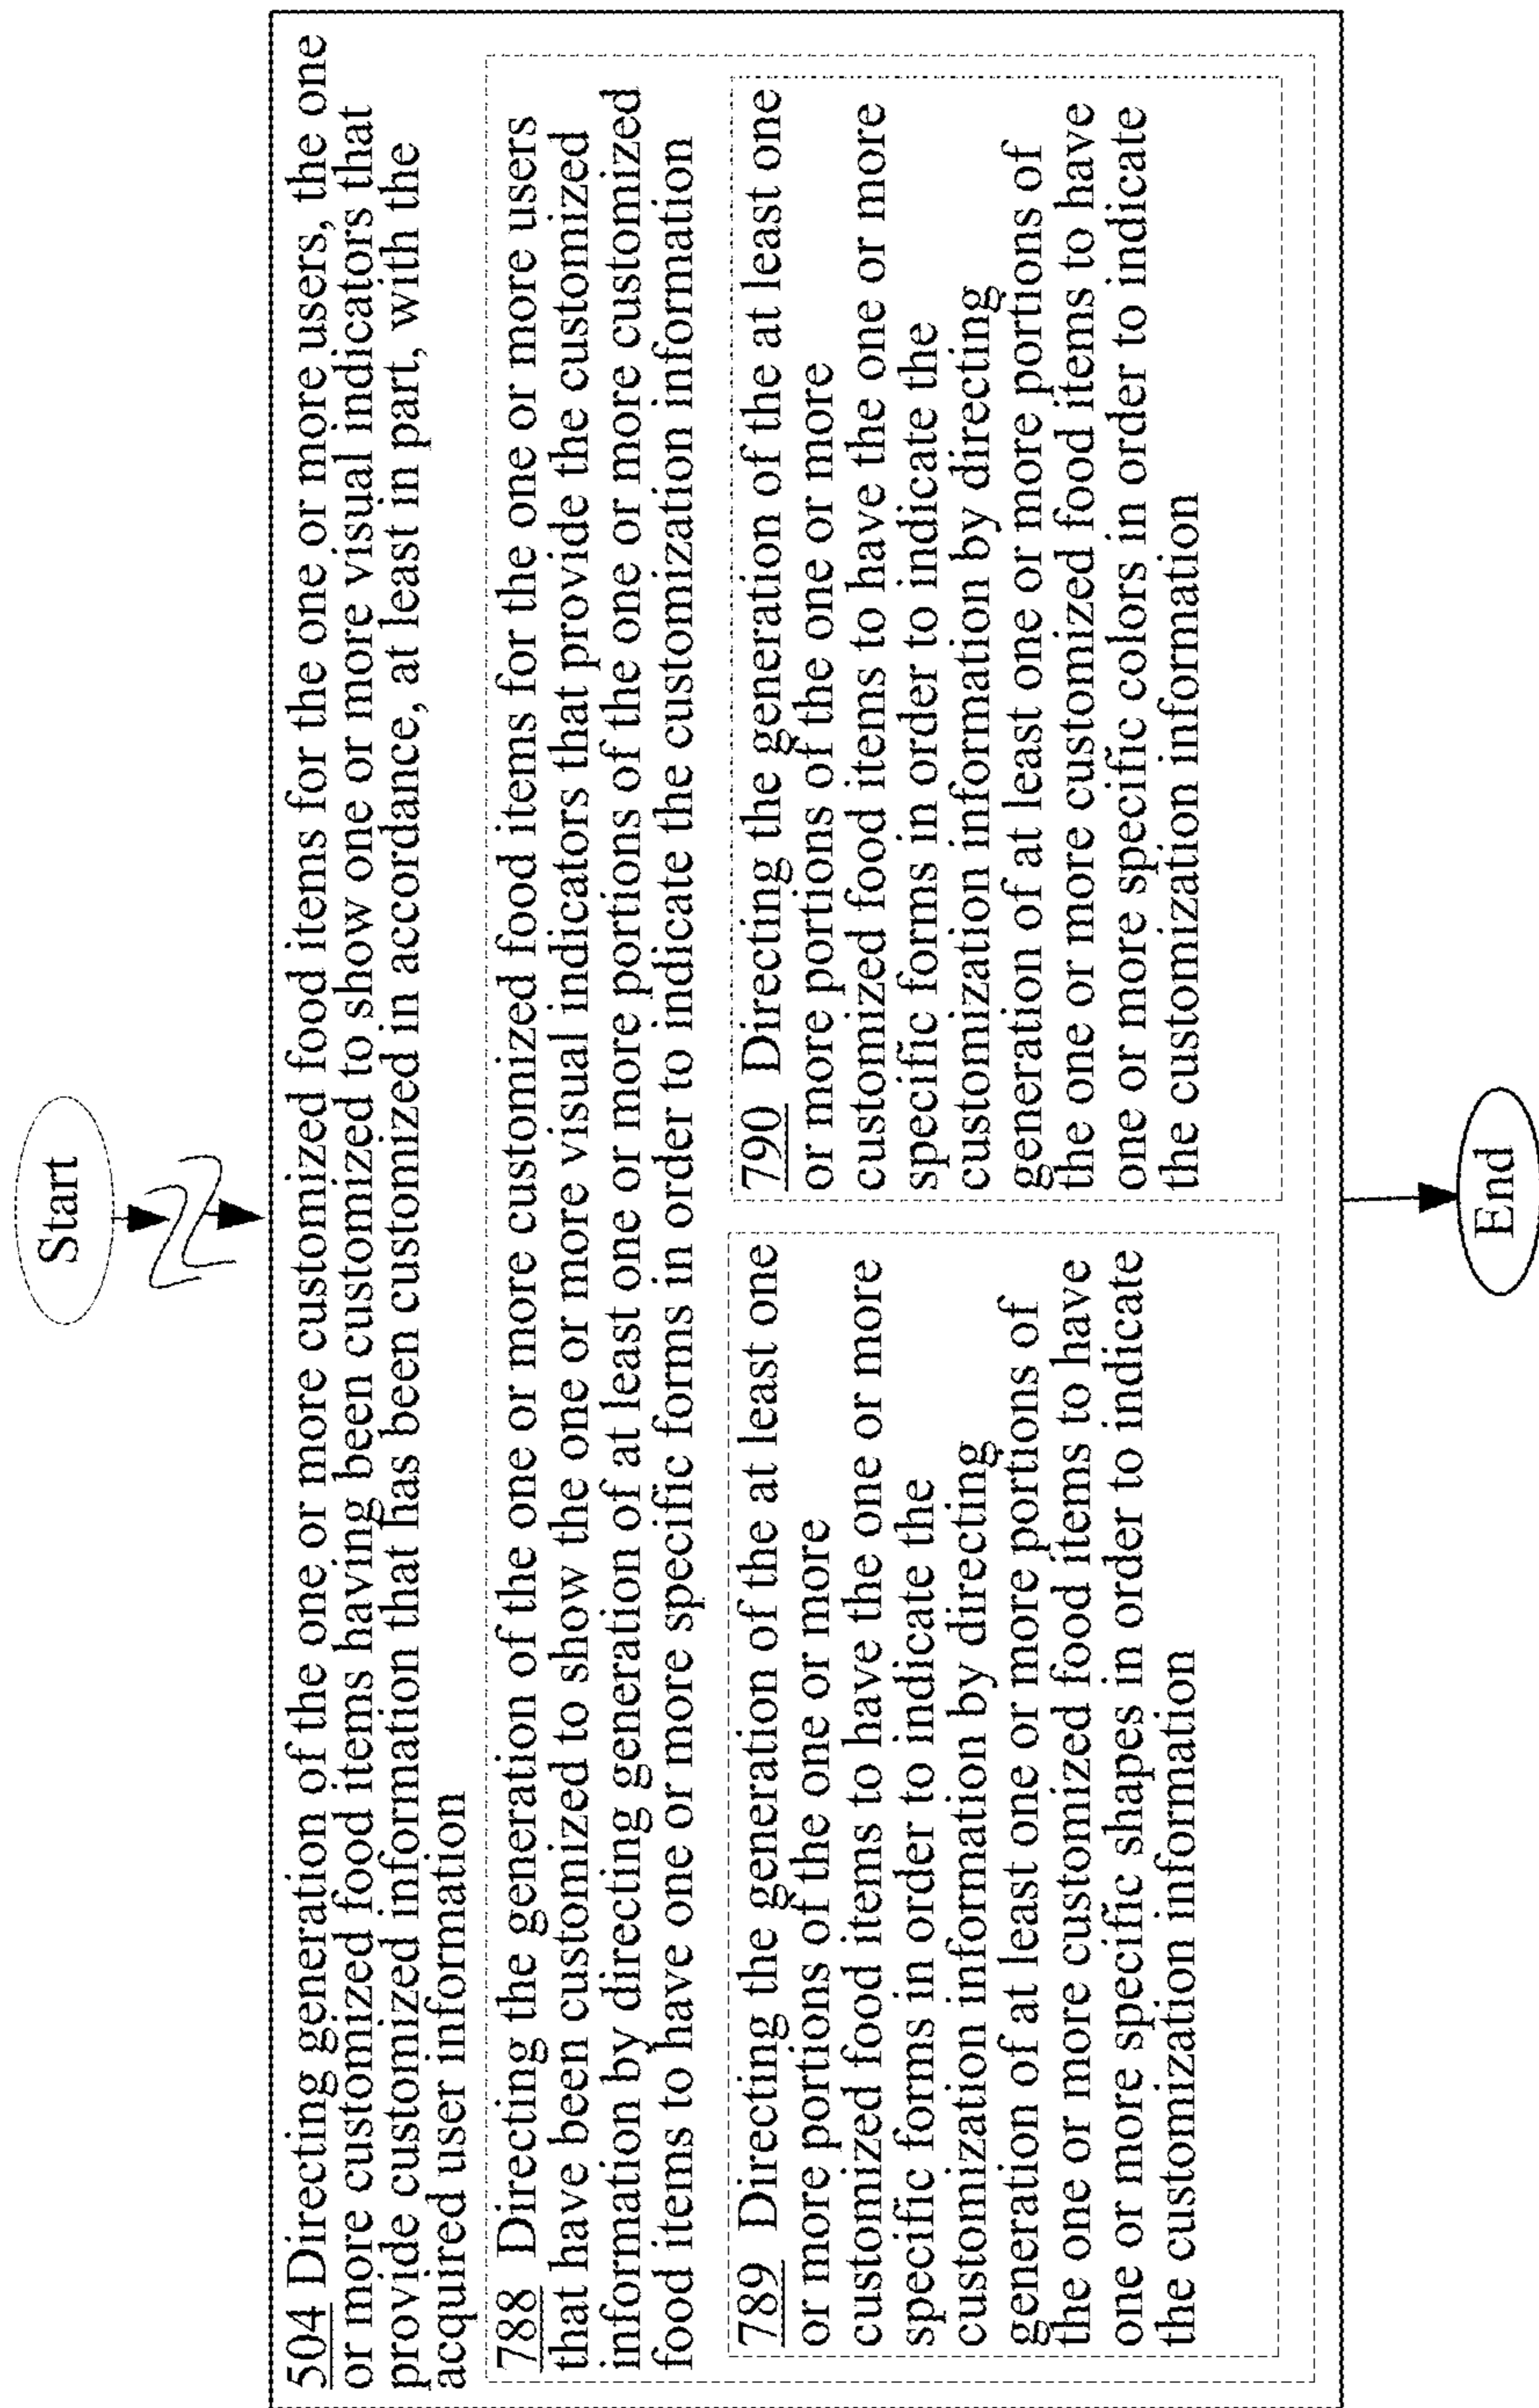 Start
504 Directing generation of the one or more customized food items for the one or more users, the one
or more customized food items having been customized to show one or more visual indicators that
provide customized information that has been customized in accordance, at least in part, with the
acquired user information
788 Directing the generation of the one or more customized food items for the one or more users
that have been customized to show the one or more visual indicators that provide the customized
information by directing generation of at least one or more portions of the one or more customized
food items to have one or more specific forms in order to indicate the customization information
789 Directing the generation of the at least one
or more portions of the one or more
customized food items to have the one or more
specific forms in order to indicate the
customization information by directing
generation of at least one or more portions of
the one or more customized food items to have
one or more specific shapes in order to indicate
the customization information
790 Directing the generation of the at least one
or more portions of the one or more
customized food items to have the one or more
specific forms in order to indicate the
customization information by directing
generation of at least one or more portions of
the one or more customized food items to have
one or more specific colors in order to indicate
the customization information
End